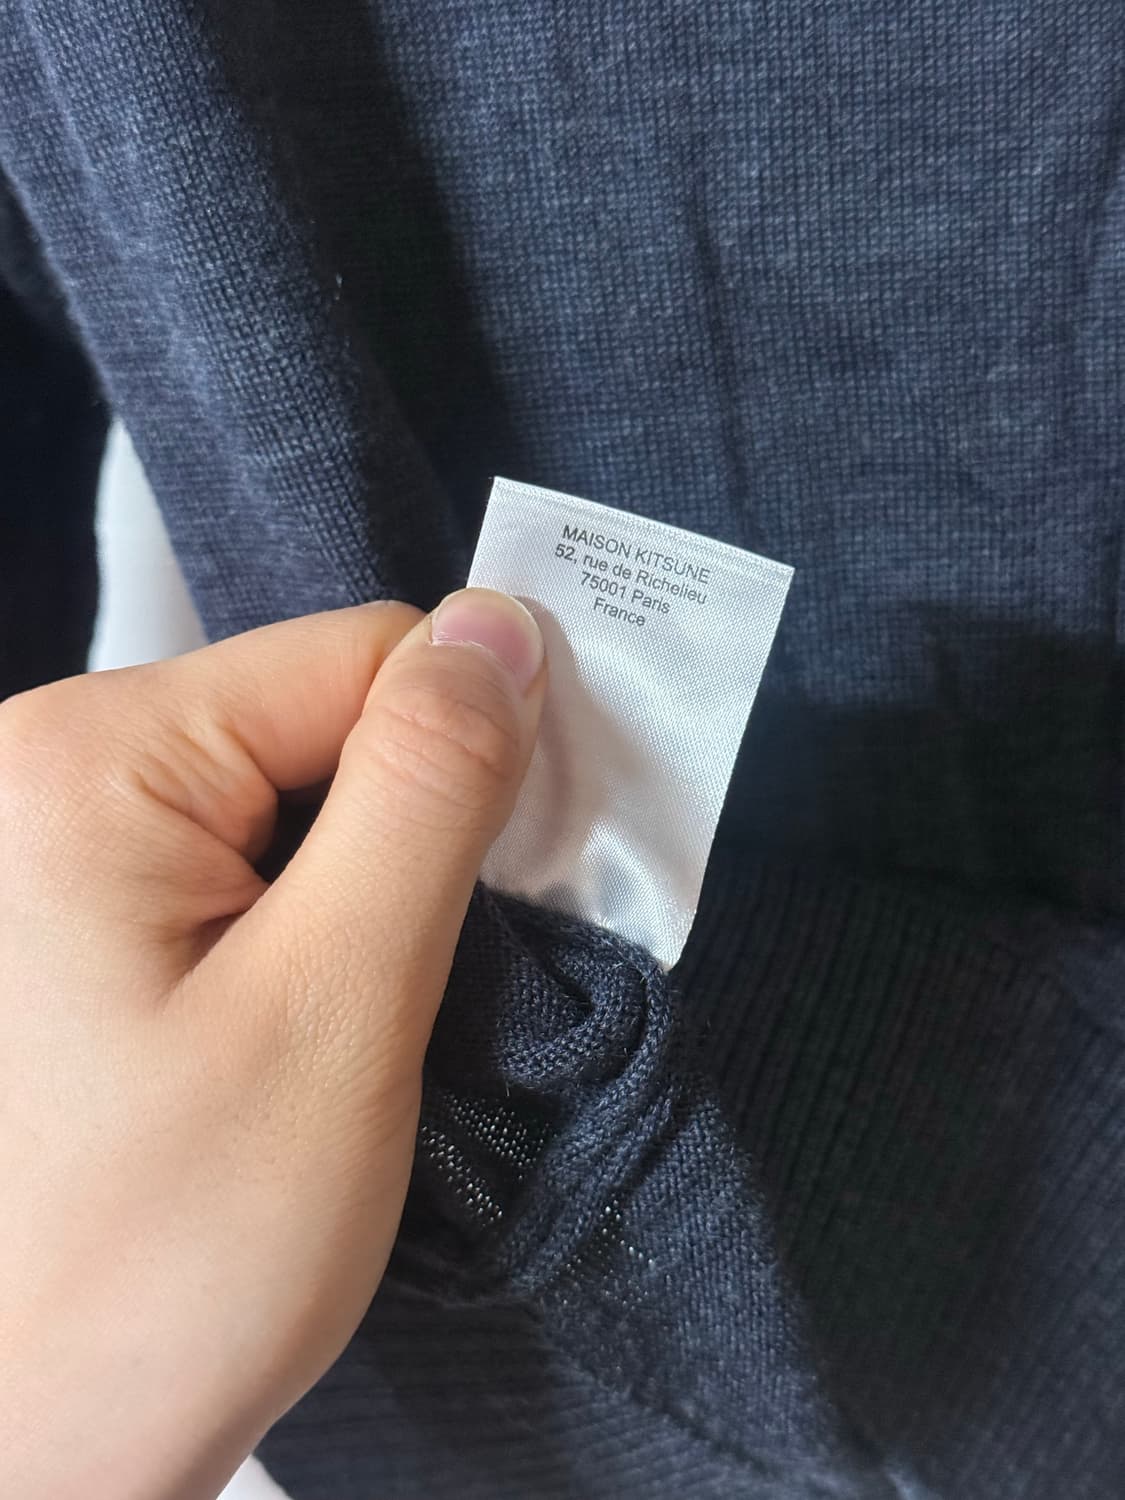 MAISON KITSUNE
52, rue de Richelieu
75001 Paris
France